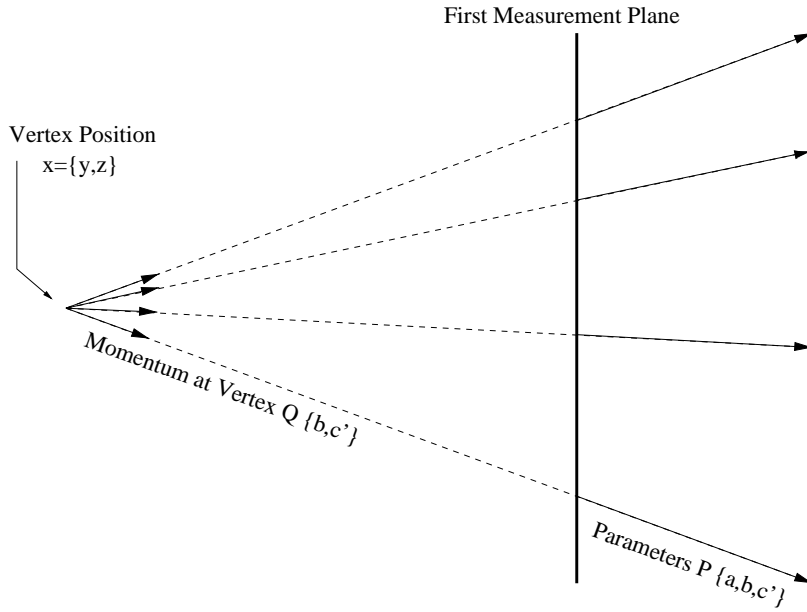 First Measurement Plane
Vertex Position
x={y,z}
Momentum at Vertex Q {b,c'}
Parameters P {a,b,c'}